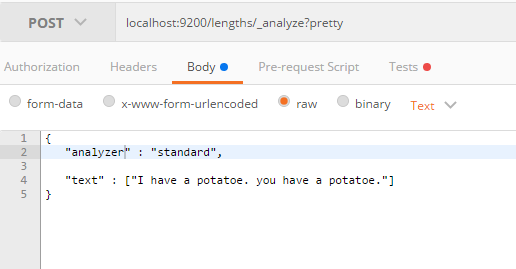 POST localhost:9200/lengths/_analyze?pretty
Authorization Headers Body Pre-request Script Tests
form-data x-www-form-urlencoded raw binary Text
1 {
2 "analyzer" : "standard",
3
4 "text" : ["I have a potatoe. you have a potatoe."]
5 }